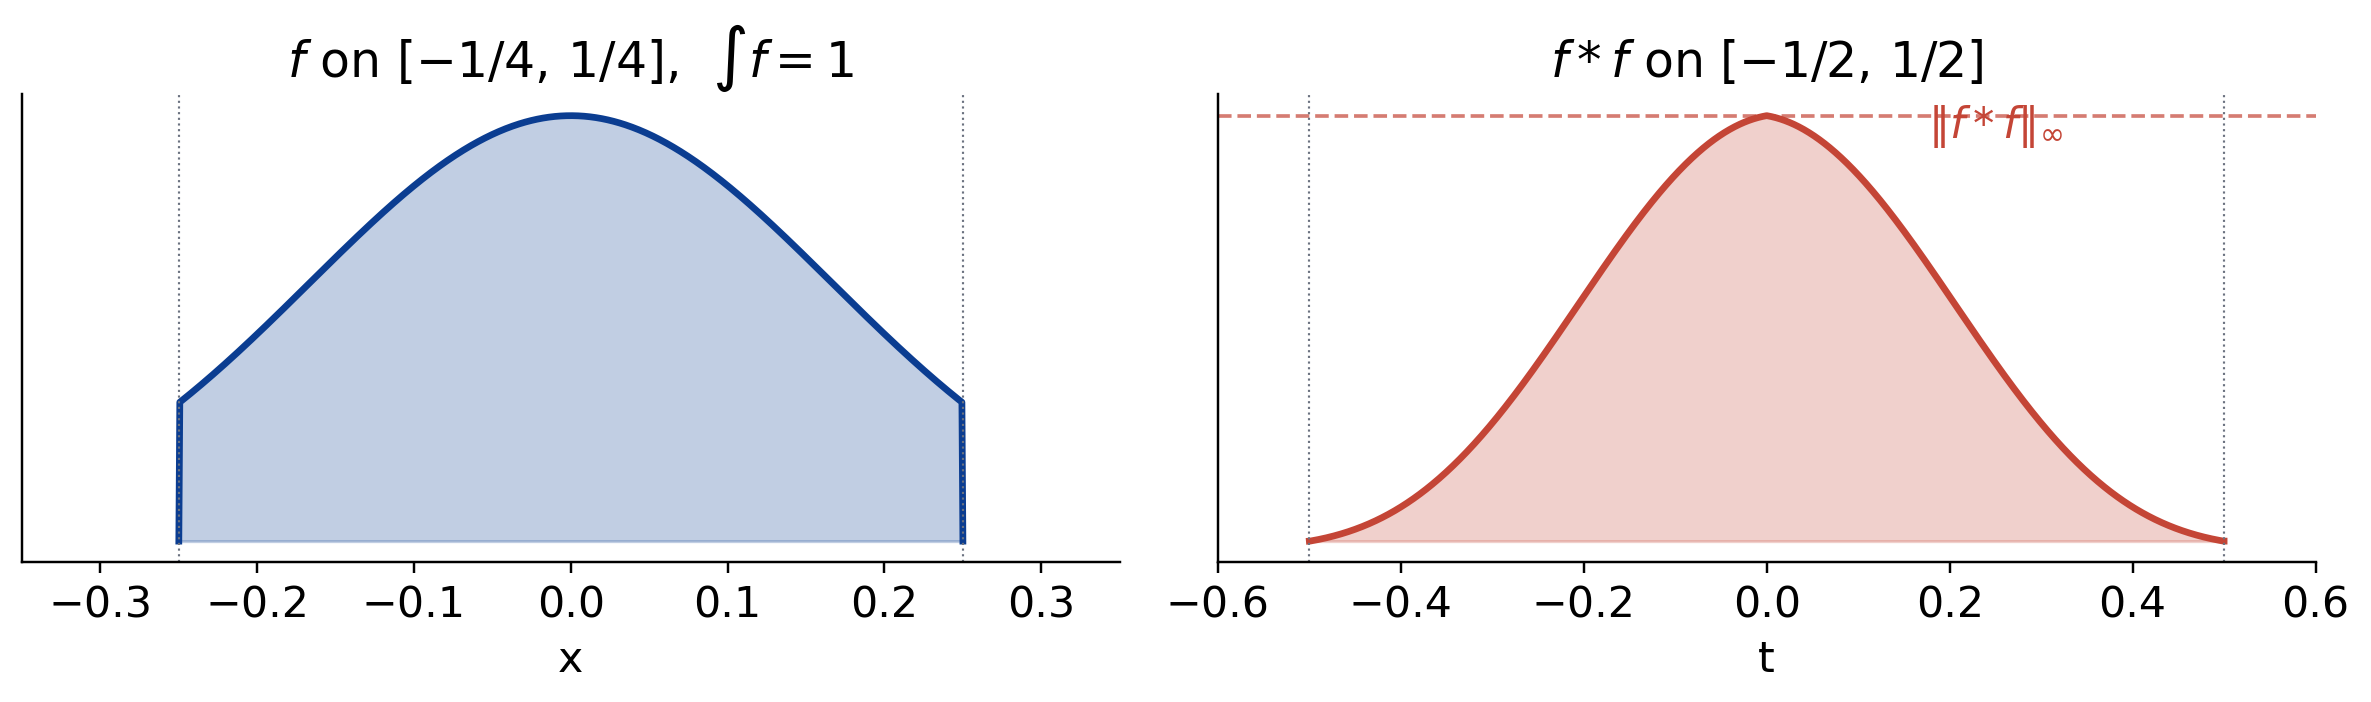 f on [−1/4, 1/4], ∫f = 1
−0.3 −0.2 −0.1 0.0 0.1 0.2 0.3
x
f * f on [−1/2, 1/2]
‖f * f‖∞
−0.6 −0.4 −0.2 0.0 0.2 0.4 0.6
t